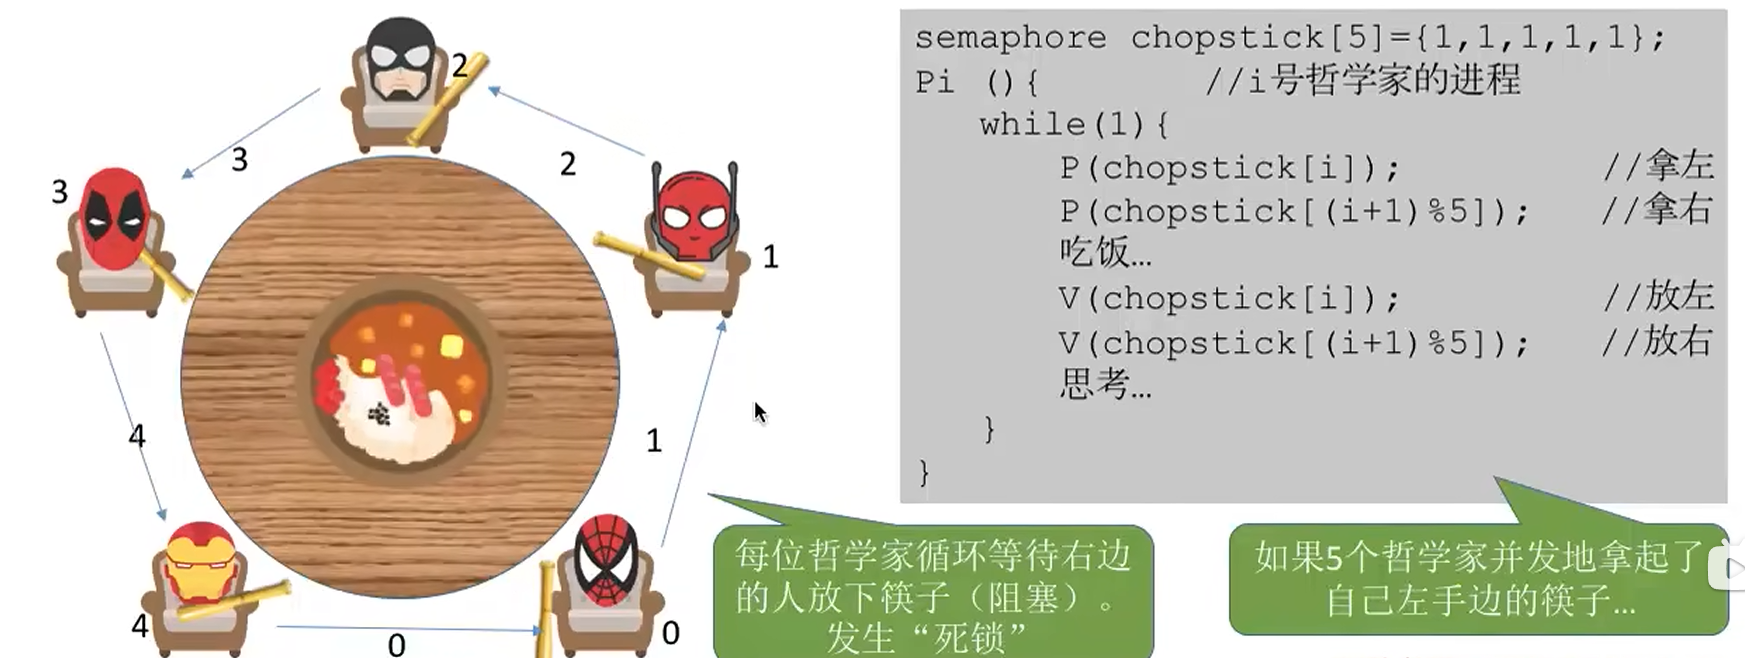 2
3
2
3
1
4
1
4
0
0
semaphore chopstick[5]={1,1,1,1,1};
Pi (){ //i号哲学家的进程
while(1){
P(chopstick[i]); //拿左
P(chopstick[(i+1)%5]); //拿右
吃饭…
V(chopstick[i]); //放左
V(chopstick[(i+1)%5]); //放右
思考…
}
}
每位哲学家循环等待右边
的人放下筷子（阻塞）。
发生“死锁”
如果5个哲学家并发地拿起了
自己左手边的筷子…